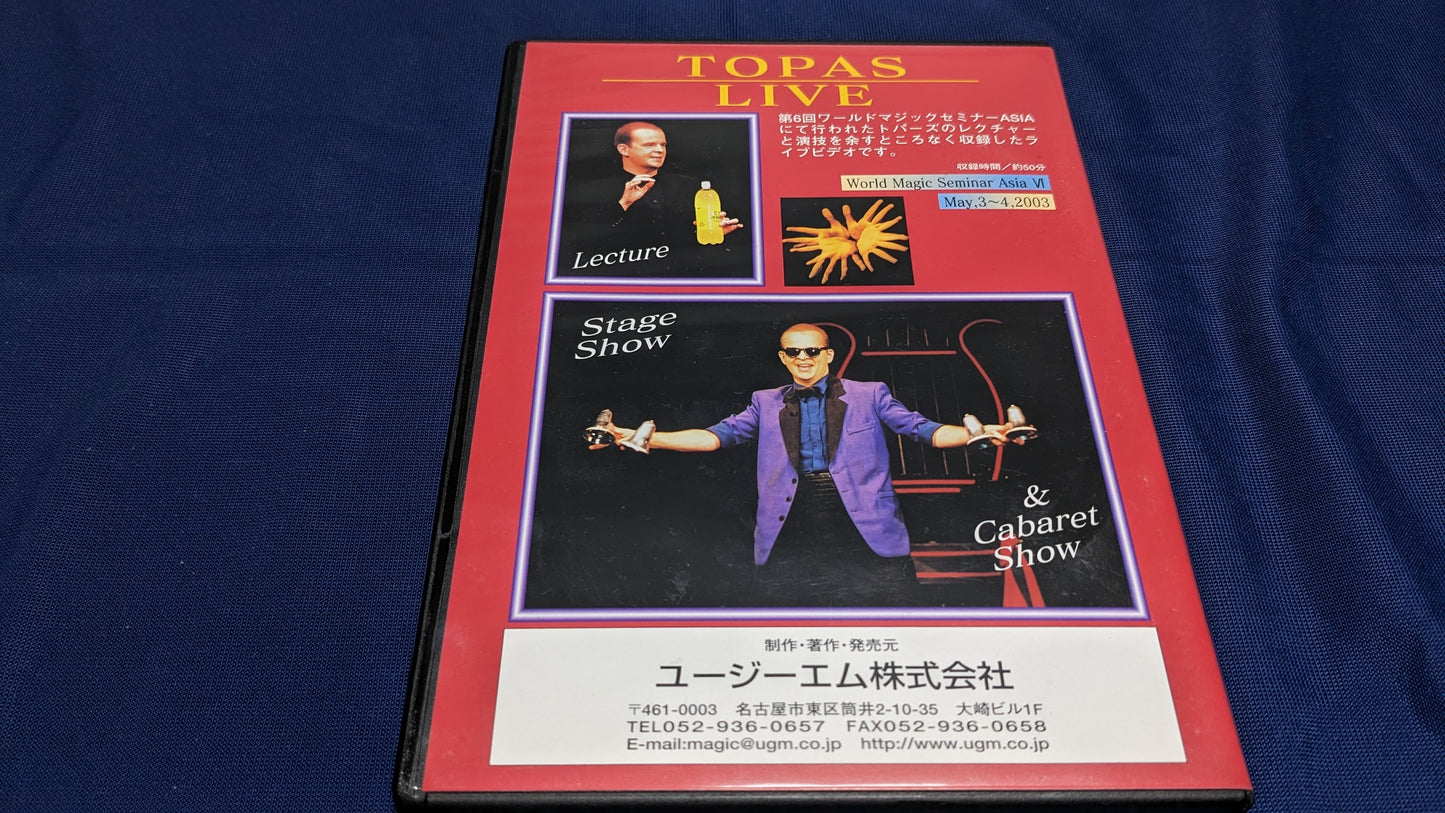 TOPAS
LIVE
第6回ワールドマジックセミナーASIA
にて行われたトパーズのレクチャー
と演技を余すところなく収録したラ
イブビデオです。
収録時間／約50分
World Magic Seminar Asia Ⅵ
May,3〜4,2003
Lecture
Stage
Show
&
Cabaret
Show
制作・著作・発売元
ユージーエム株式会社
〒461-0003 名古屋市東区筒井2-10-35 大崎ビル1F
TEL052-936-0657 FAX052-936-0658
E-mail:magic@ugm.co.jp http://www.ugm.co.jp